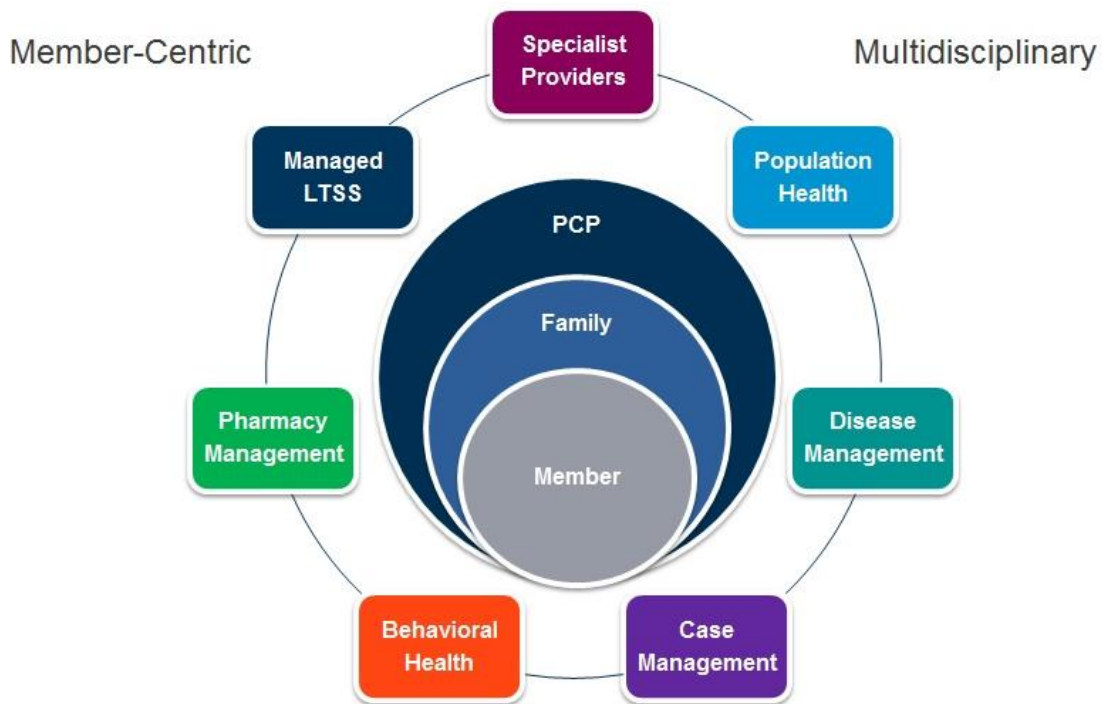 Member-Centric
Multidisciplinary
Specialist
Providers
Managed
LTSS
Population
Health
PCP
Family
Member
Pharmacy
Management
Disease
Management
Behavioral
Health
Case
Management